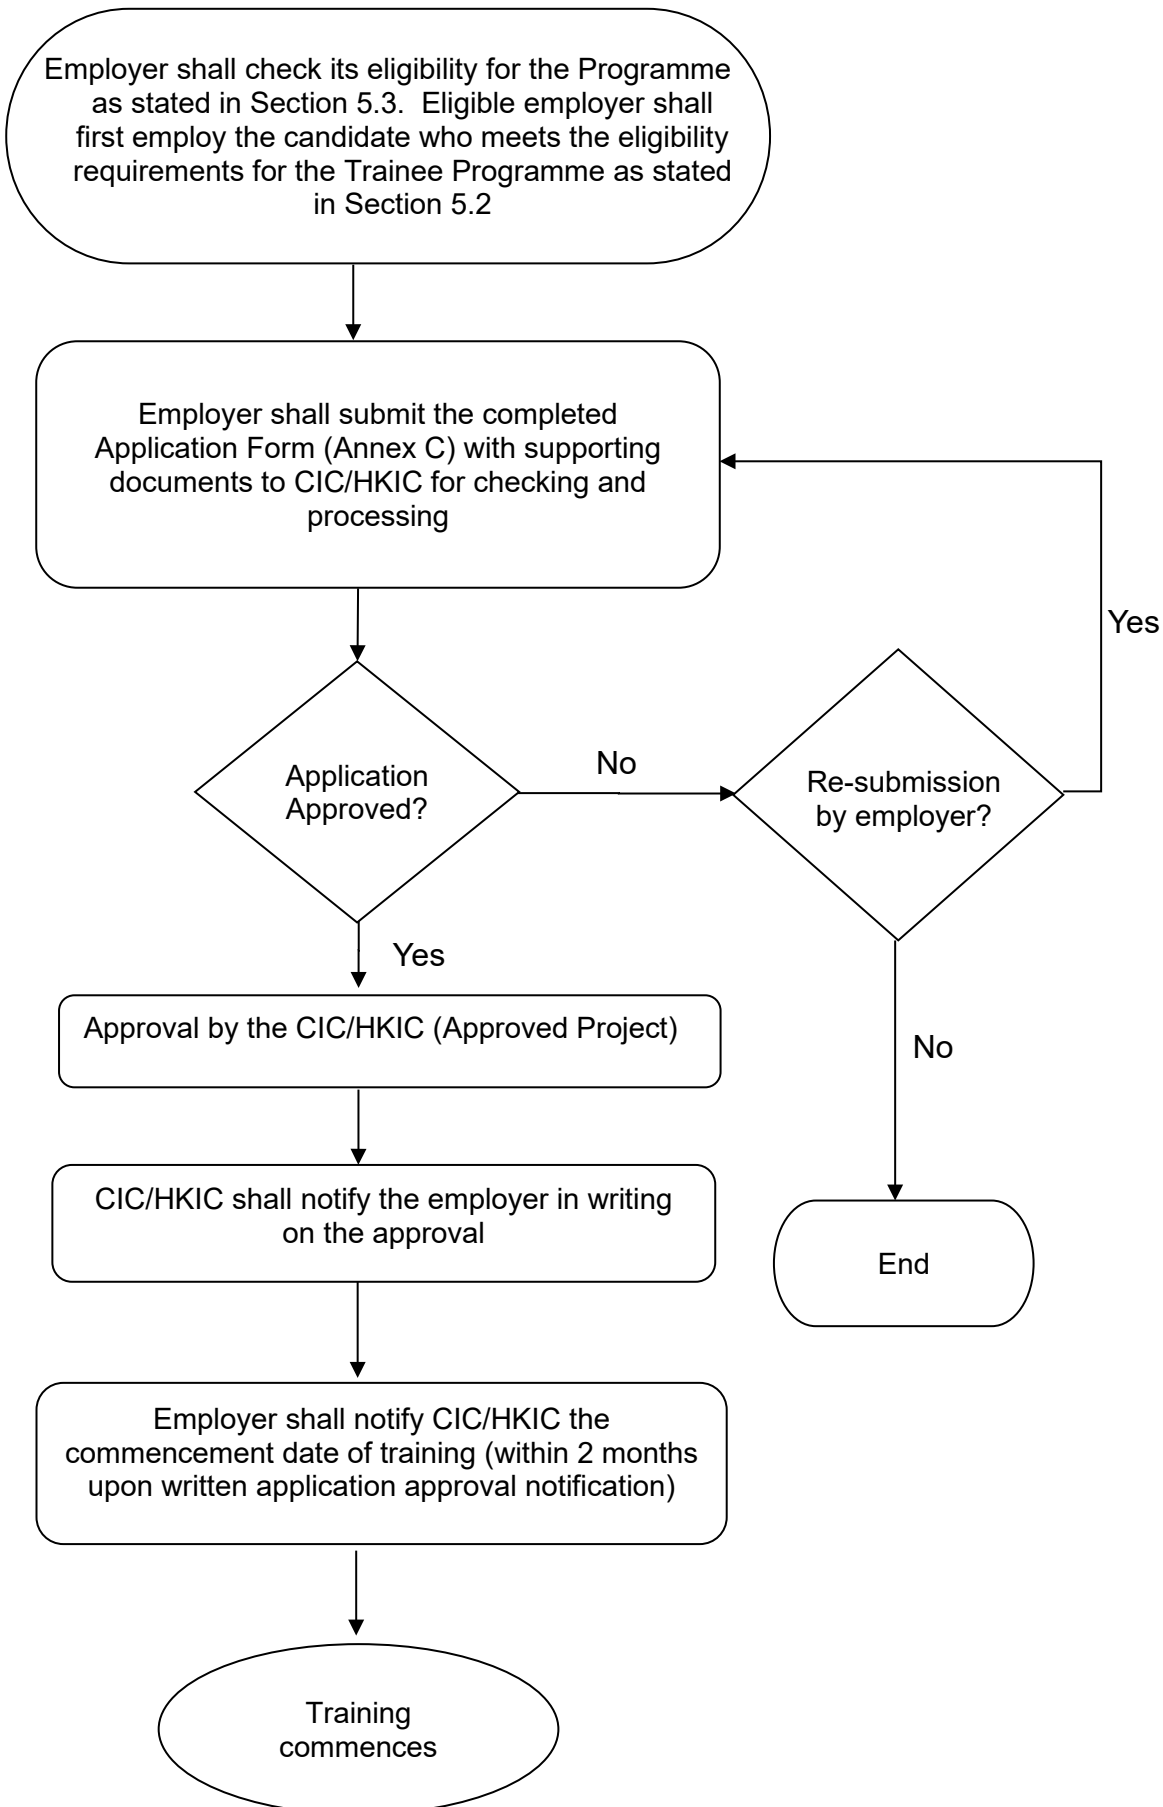 Employer shall check its eligibility for the Programme
as stated in Section 5.3.  Eligible employer shall
first employ the candidate who meets the eligibility
requirements for the Trainee Programme as stated
in Section 5.2
Employer shall submit the completed
Application Form (Annex C) with supporting
documents to CIC/HKIC for checking and
processing
Yes
Application
Approved?
No
Re-submission
by employer?
Yes
Approval by the CIC/HKIC (Approved Project)
No
CIC/HKIC shall notify the employer in writing
on the approval
End
Employer shall notify CIC/HKIC the
commencement date of training (within 2 months
upon written application approval notification)
Training
commences